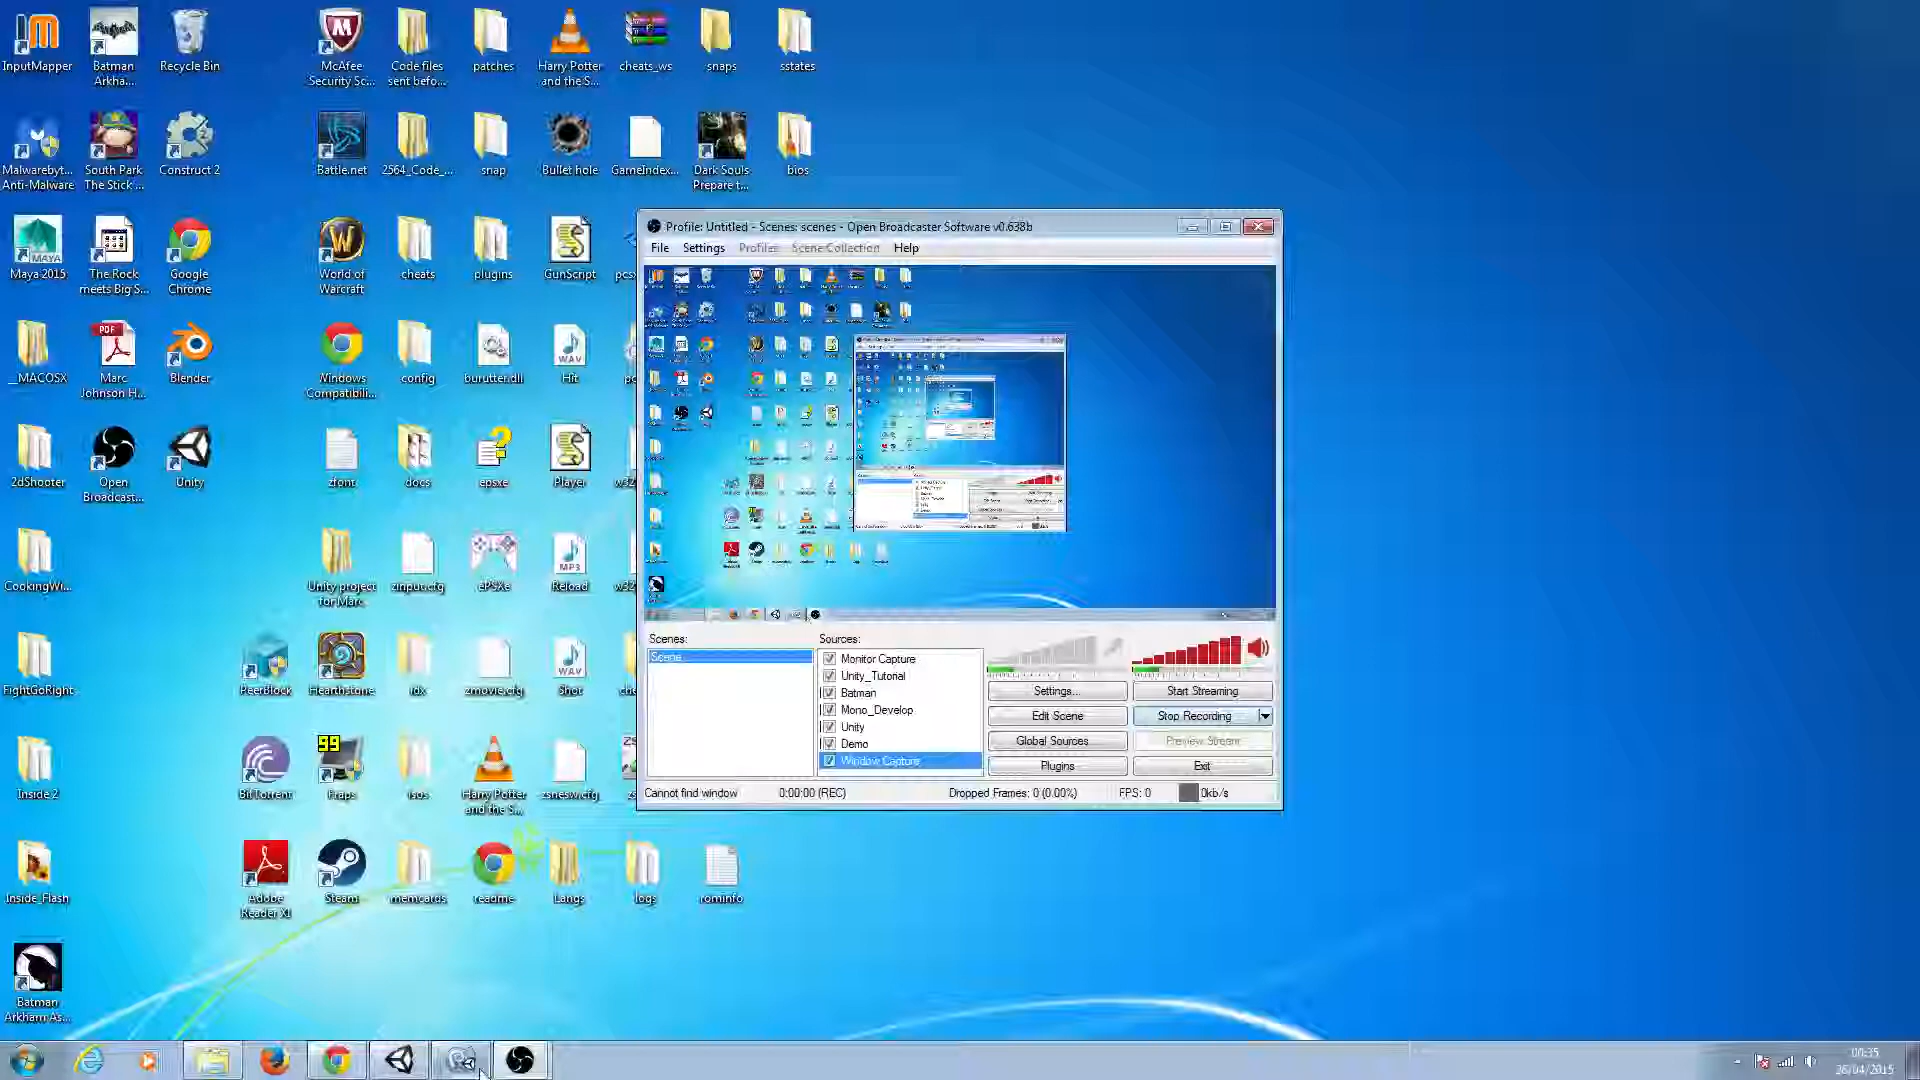 InputMapper
Batman
Arkha...
Recycle Bin
McAfee
Security Sc...
Code files
sent befo...
patches
Harry Potter
and the S...
cheats_ws
snaps
sstates
Malwarebyt...
Anti-Malware
South Park
The Stick ...
Construct 2
Battle.net
2564_Code_...
snap
Bullet hole
GameIndex...
Dark Souls
Prepare t...
bios
Maya 2015
The Rock
meets Big S...
Google
Chrome
World of
Warcraft
cheats
plugins
GunScript
__MACOSX
Marc
Johnson H...
Blender
Windows
Compatibili...
config
burutter.dll
Hit
2dShooter
Open
Broadcast...
Unity
zfont
docs
epsxe
Player
CookingWi...
Unity project
for Marc
zinput.cfg
ePSXe
Reload
FightGoRight
PeerBlock
Hearthstone
idx
zmovie.cfg
Shot
Inside 2
BitTorrent
Fraps
isos
Harry Potter
and the S...
zsnesw.cfg
Inside_Flash
Adobe
Reader XI
Steam
memcards
readme
Langs
logs
rominfo
Batman
Arkham As...
Profile: Untitled - Scenes: scenes - Open Broadcaster Software v0.638b
File Settings Profiles Scene Collection Help
Scenes:
Scene
Sources:
Monitor Capture
Unity_Tutorial
Batman
Mono_Develop
Unity
Demo
Window Capture
Settings...
Start Streaming
Edit Scene
Stop Recording
Global Sources
Preview Stream
Plugins
Exit
Cannot find window
0:00:00 (REC)
Dropped Frames: 0 (0.00%)
FPS: 0
0kb/s
00:35
26/04/2015